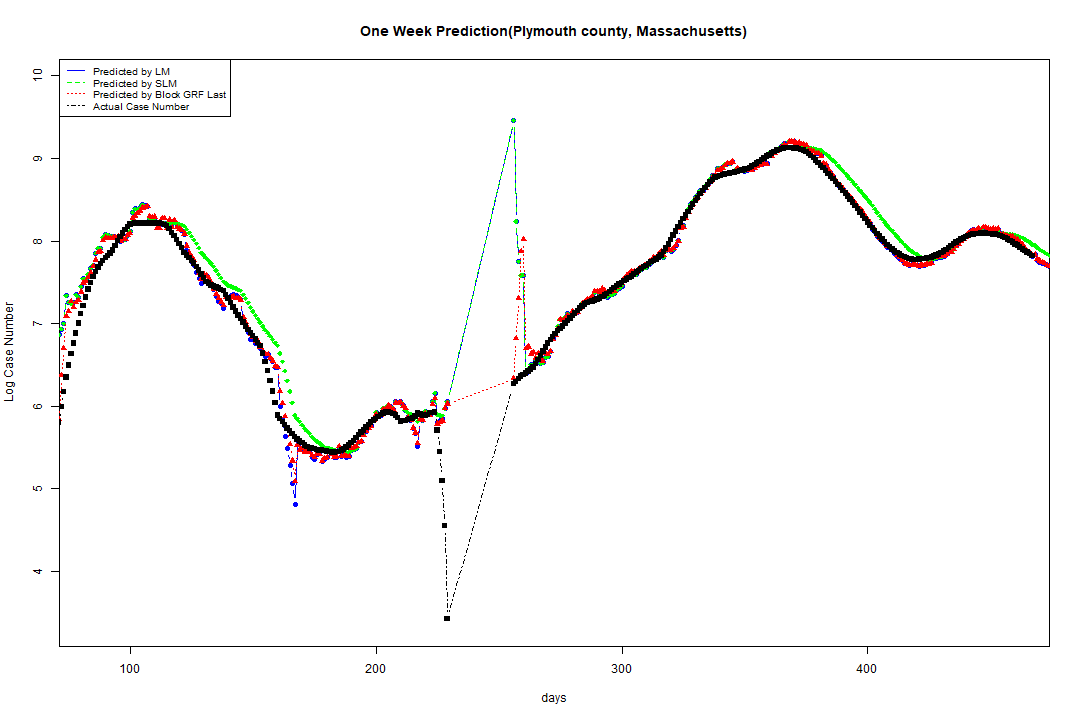 One Week Prediction(Plymouth county, Massachusetts)
Predicted by LM
Predicted by SLM
Predicted by Block GRF Last
Actual Case Number
10
9
8
7
6
5
4
Log Case Number
100 200 300 400
days